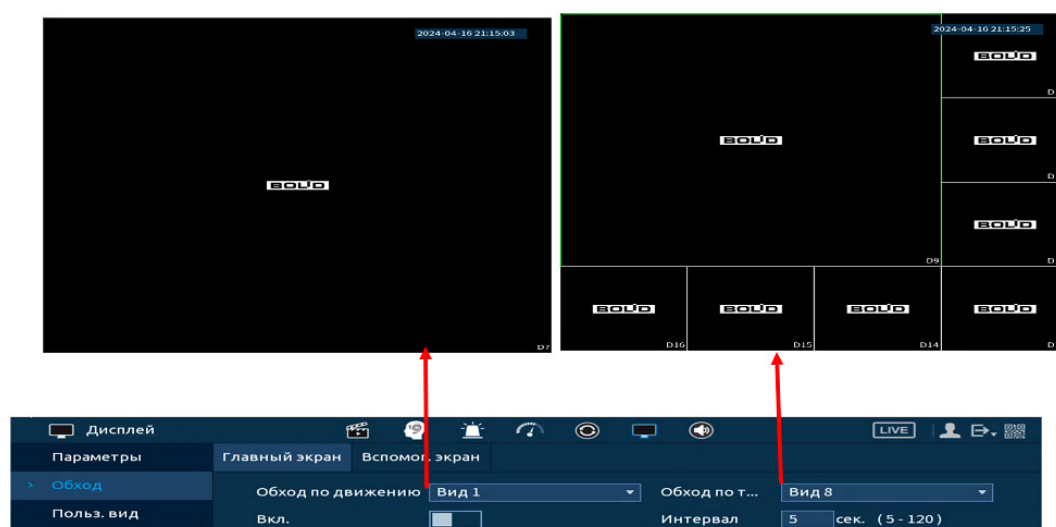 2024-04-16 21:15:03
BOLID
D7
2024-04-16 21:15:25
BOLID
D
BOLID
BOLID
D
BOLID
D9
D
BOLID
BOLID
BOLID
BOLID
D16
D15
D14
D
Дисплей
LIVE
Параметры
Главный экран
Вспомог. экран
Обход
Обход по движению
Вид 1
Обход по т...
Вид 8
Польз. вид
Вкл.
Интервал
5
сек. (5-120)